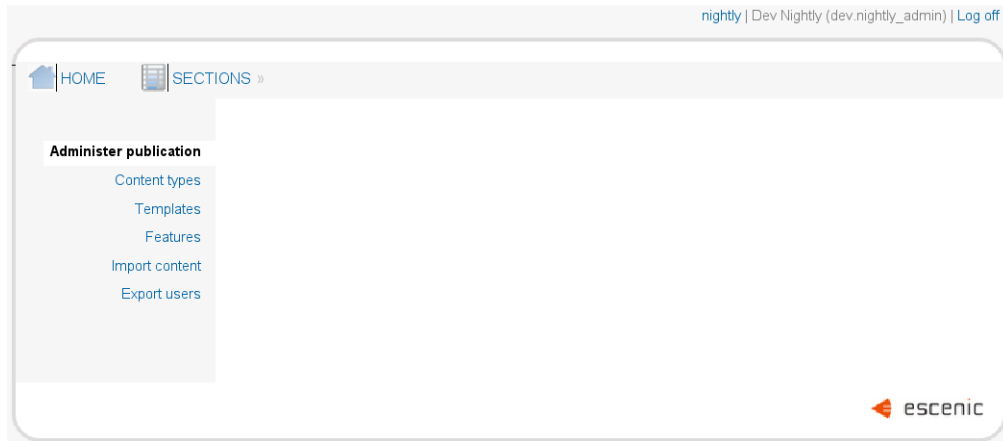 nightly | Dev Nightly (dev.nightly_admin) | Log off
HOME SECTIONS »
Administer publication
Content types
Templates
Features
Import content
Export users
escenic